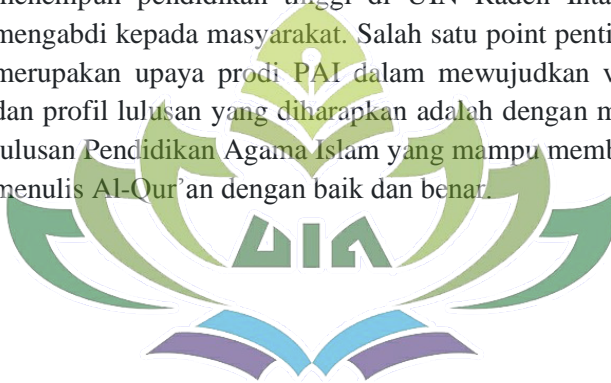 menempuh pendidikan tinggi di UIN Raden
mengabdi kepada masyarakat. Salah satu point
merupakan upaya prodi PAI dalam mewujudkan
dan profil lulusan yang diharapkan adalah dengan
lulusan Pendidikan Agama Islam yang mampu
menulis Al-Qur’an dengan baik dan benar.
UIN